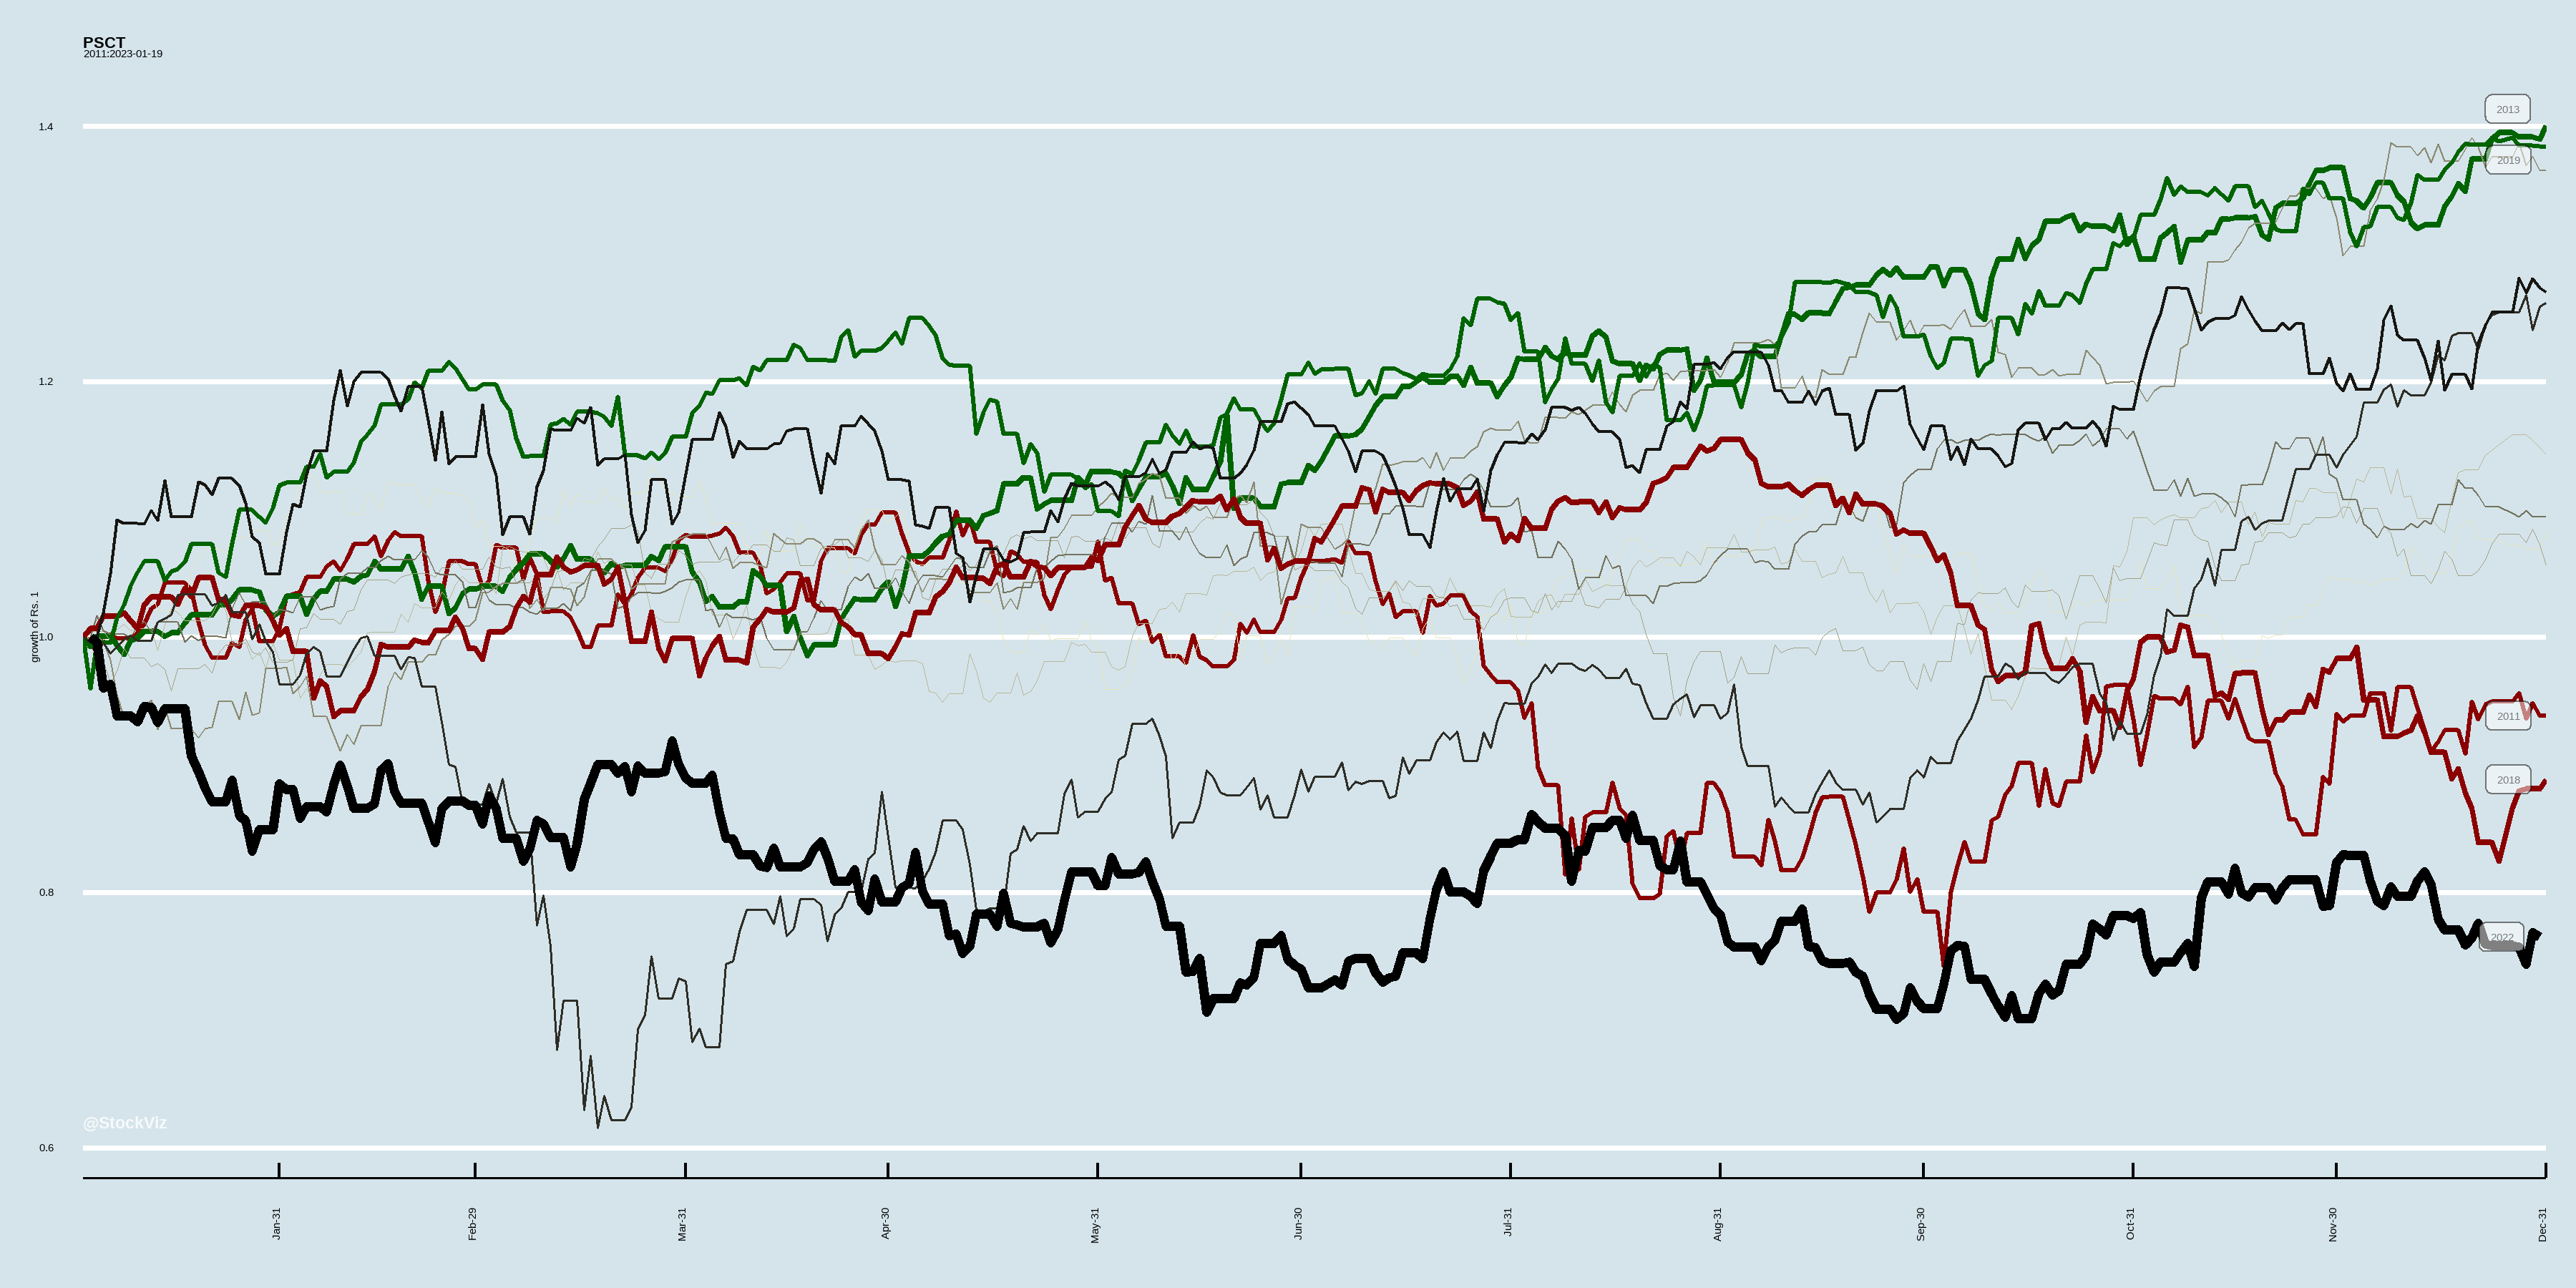 PSCT
2011:2023-01-19
1.4
1.2
1.0
0.8
0.6
growth of Rs. 1
2013
2019
2011
2018
2022
@StockViz
Jan-31
Feb-29
Mar-31
Apr-30
May-31
Jun-30
Jul-31
Aug-31
Sep-30
Oct-31
Nov-30
Dec-31